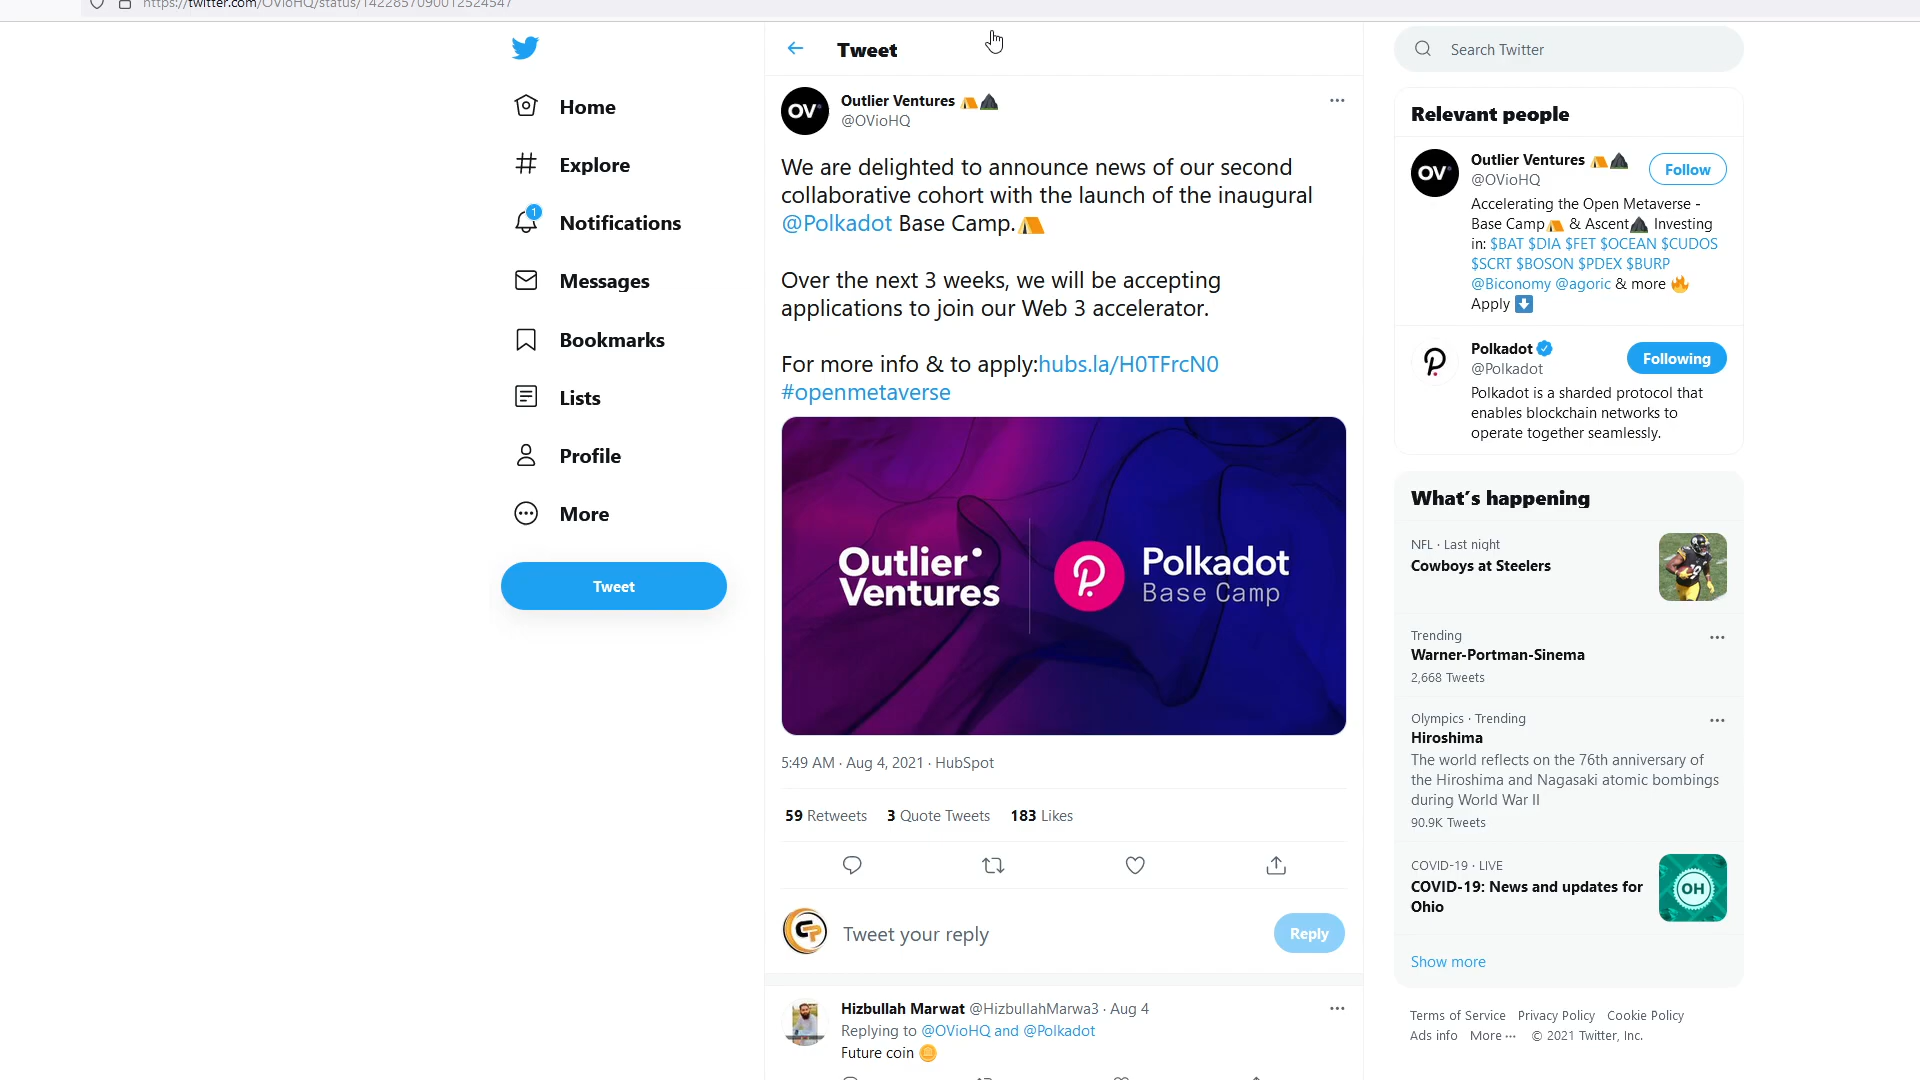 https://twitter.com/OVioHQ/status/1422857090012524547
Home
Explore
1
Notifications
Messages
Bookmarks
Lists
Profile
More
Tweet
Tweet
OV
Outlier Ventures
@OVioHQ
We are delighted to announce news of our second
collaborative cohort with the launch of the inaugural
@Polkadot Base Camp.
Over the next 3 weeks, we will be accepting
applications to join our Web 3 accelerator.
For more info & to apply:hubs.la/H0TFrcN0
#openmetaverse
Outlier
Ventures
Polkadot
Base Camp
5:49 AM · Aug 4, 2021 · HubSpot
59 Retweets 3 Quote Tweets 183 Likes
Tweet your reply
Reply
Hizbullah Marwat @HizbullahMarwa3 · Aug 4
Replying to @OVioHQ and @Polkadot
Future coin
Search Twitter
Relevant people
OV
Outlier Ventures
@OVioHQ
Follow
Accelerating the Open Metaverse -
Base Camp & Ascent Investing
in: $BAT $DIA $FET $OCEAN $CUDOS
$SCRT $BOSON $PDEX $BURP
@Biconomy @agoric & more
Apply
Polkadot
@Polkadot
Following
Polkadot is a sharded protocol that
enables blockchain networks to
operate together seamlessly.
What's happening
NFL · Last night
Cowboys at Steelers
Trending
Warner-Portman-Sinema
2,668 Tweets
Olympics · Trending
Hiroshima
The world reflects on the 76th anniversary of
the Hiroshima and Nagasaki atomic bombings
during World War II
90.9K Tweets
COVID-19 · LIVE
COVID-19: News and updates for
Ohio
OH
Show more
Terms of Service Privacy Policy Cookie Policy
Ads info More ··· © 2021 Twitter, Inc.